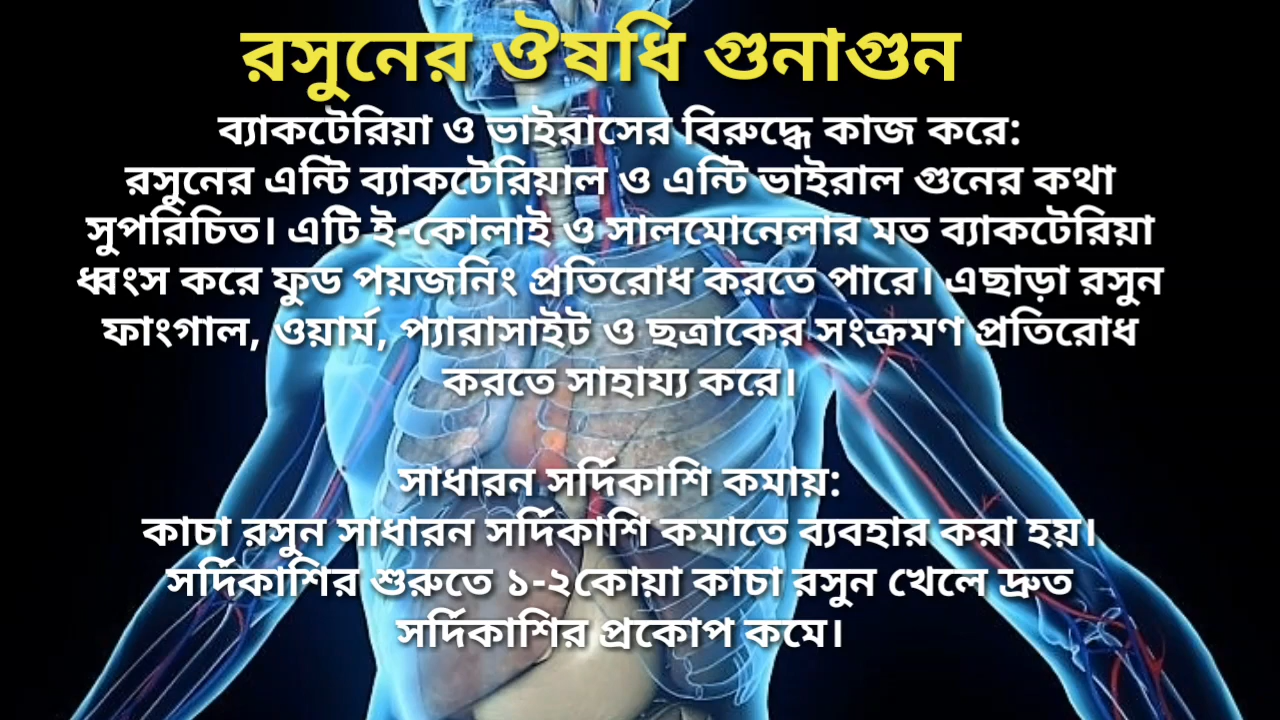 রসুনের ঔষধি গুনাগুন
ব্যাকটেরিয়া ও ভাইরাসের বিরুদ্ধে কাজ করে:
রসুনের এন্টি ব্যাকটেরিয়াল ও এন্টি ভাইরাল গুনের কথা
সুপরিচিত। এটি ই-কোলাই ও সালমোনেলার মত ব্যাকটেরিয়া
ধ্বংস করে ফুড পয়জনিং প্রতিরোধ করতে পারে। এছাড়া রসুন
ফাংগাল, ওয়ার্ম, প্যারাসাইট ও ছত্রাকের সংক্রমণ প্রতিরোধ
করতে সাহায্য করে।
সাধারন সর্দিকাশি কমায়:
কাচা রসুন সাধারন সর্দিকাশি কমাতে ব্যবহার করা হয়।
সর্দিকাশির শুরুতে ১-২কোয়া কাচা রসুন খেলে দ্রুত
সর্দিকাশির প্রকোপ কমে।